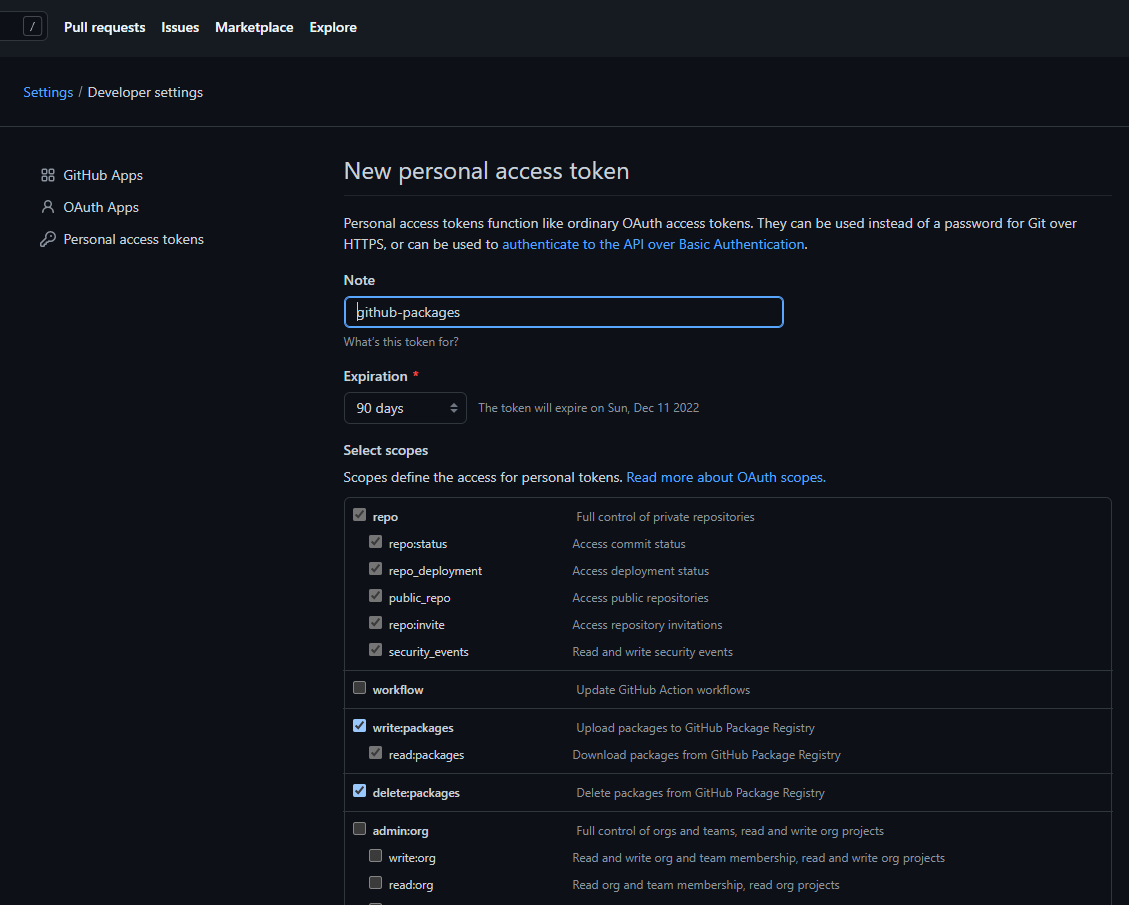 / Pull requests Issues Marketplace Explore
Settings / Developer settings
GitHub Apps
OAuth Apps
Personal access tokens
New personal access token
Personal access tokens function like ordinary OAuth access tokens. They can be used instead of a password for Git over
HTTPS, or can be used to authenticate to the API over Basic Authentication.
Note
github-packages
What's this token for?
Expiration *
90 days The token will expire on Sun, Dec 11 2022
Select scopes
Scopes define the access for personal tokens. Read more about OAuth scopes.
repo Full control of private repositories
repo:status Access commit status
repo_deployment Access deployment status
public_repo Access public repositories
repo:invite Access repository invitations
security_events Read and write security events
workflow Update GitHub Action workflows
write:packages Upload packages to GitHub Package Registry
read:packages Download packages from GitHub Package Registry
delete:packages Delete packages from GitHub Package Registry
admin:org Full control of orgs and teams, read and write org projects
write:org Read and write org and team membership, read and write org projects
read:org Read org and team membership, read org projects